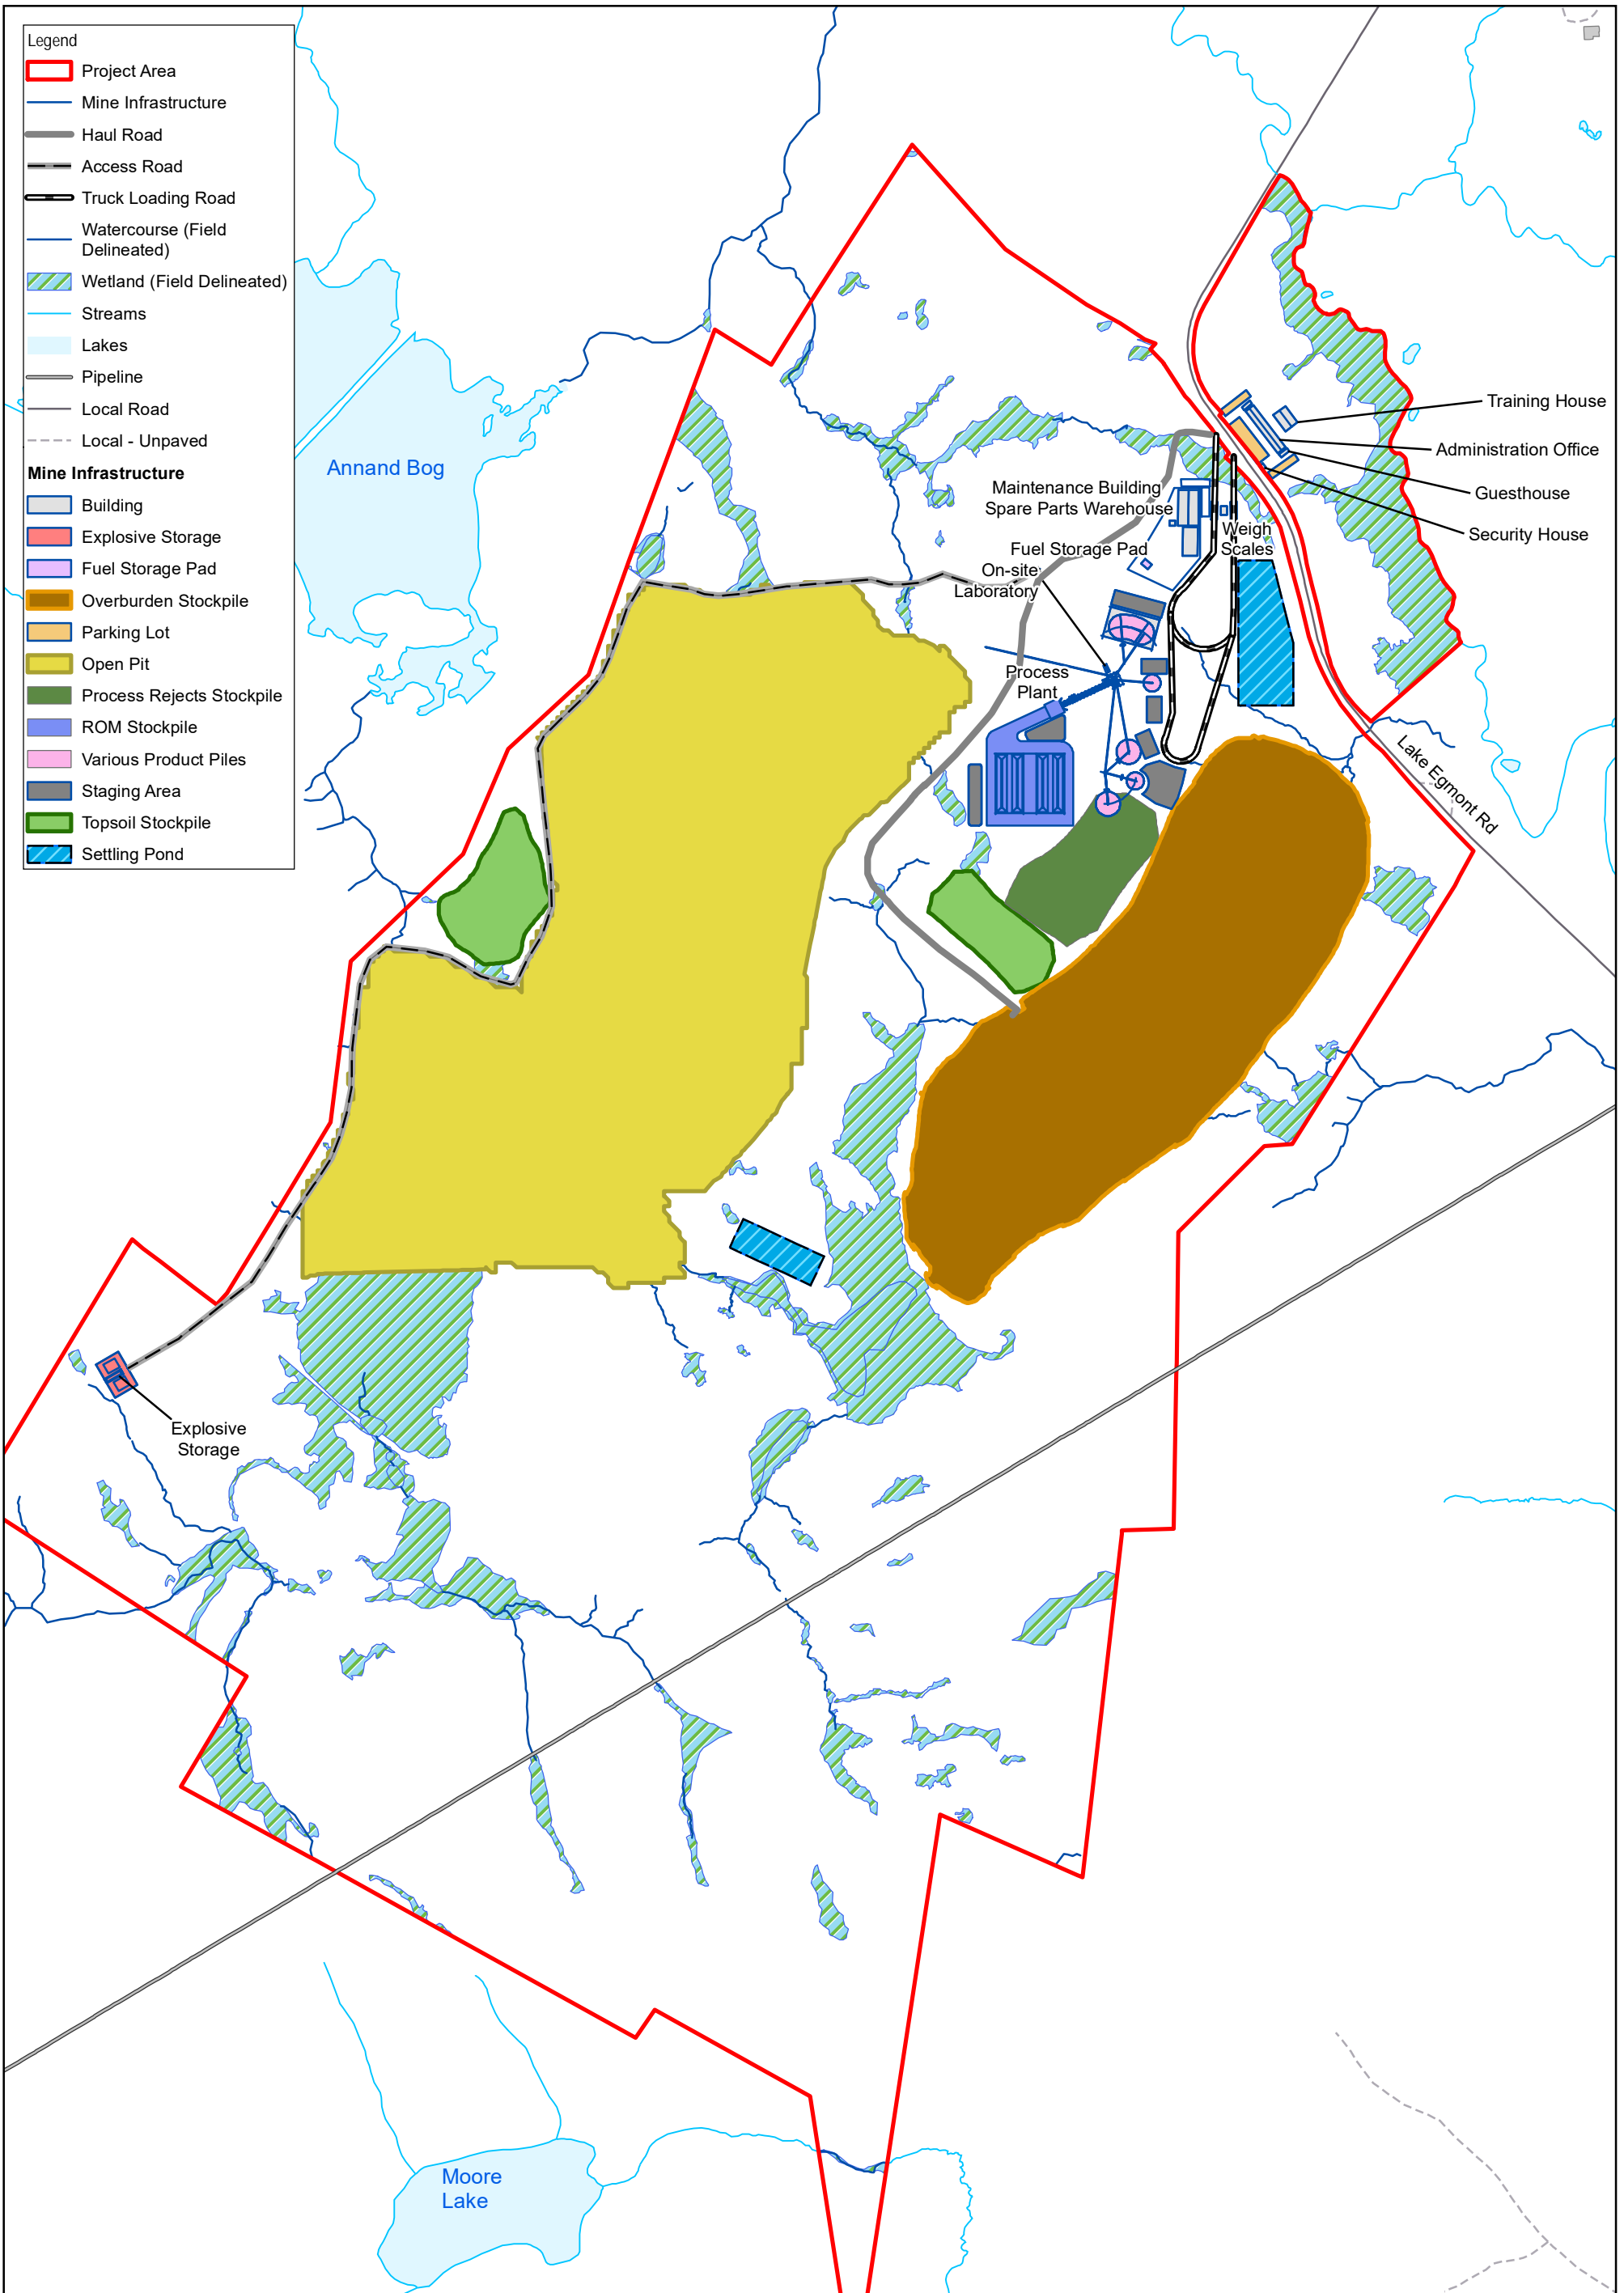 Legend
Project Area
Mine Infrastructure
Haul Road
Access Road
Truck Loading Road
Watercourse (Field
Delineated)
Wetland (Field Delineated)
Streams
Lakes
Pipeline
Local Road
Local - Unpaved
Mine Infrastructure
Building
Explosive Storage
Fuel Storage Pad
Overburden Stockpile
Parking Lot
Open Pit
Process Rejects Stockpile
ROM Stockpile
Various Product Piles
Staging Area
Topsoil Stockpile
Settling Pond
Annand Bog
Training House
Administration Office
Guesthouse
Security House
Maintenance Building
Spare Parts Warehouse
Weigh
Scales
Fuel Storage Pad
On-site
Laboratory
Process
Plant
Lake Egmont Rd
Explosive
Storage
Moore
Lake